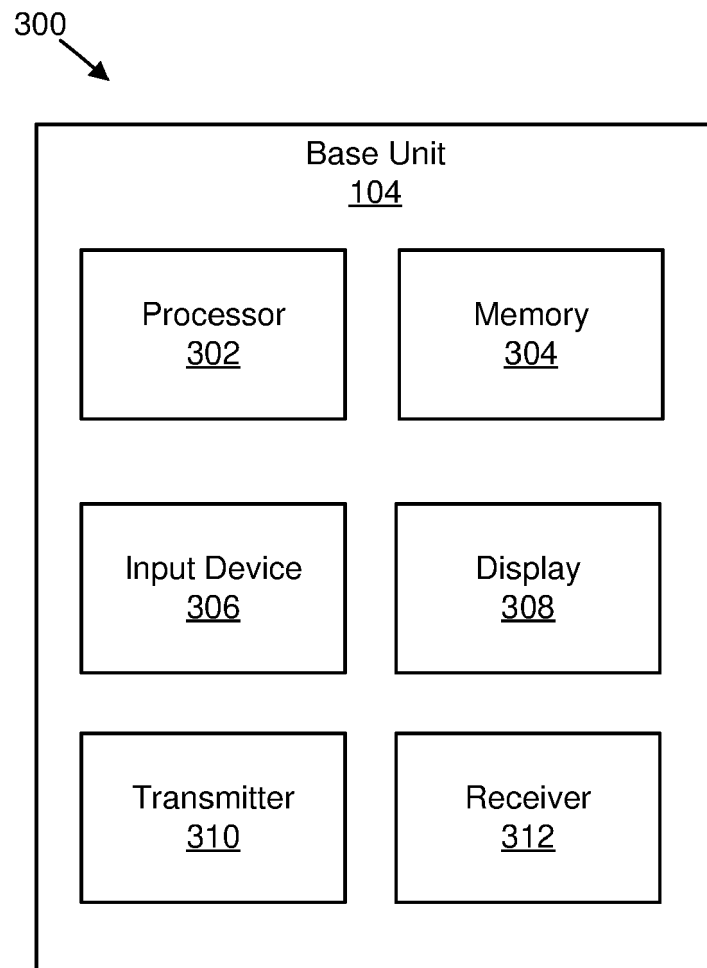 300
Base Unit
104
Processor
302
Memory
304
Input Device
306
Display
308
Transmitter
310
Receiver
312